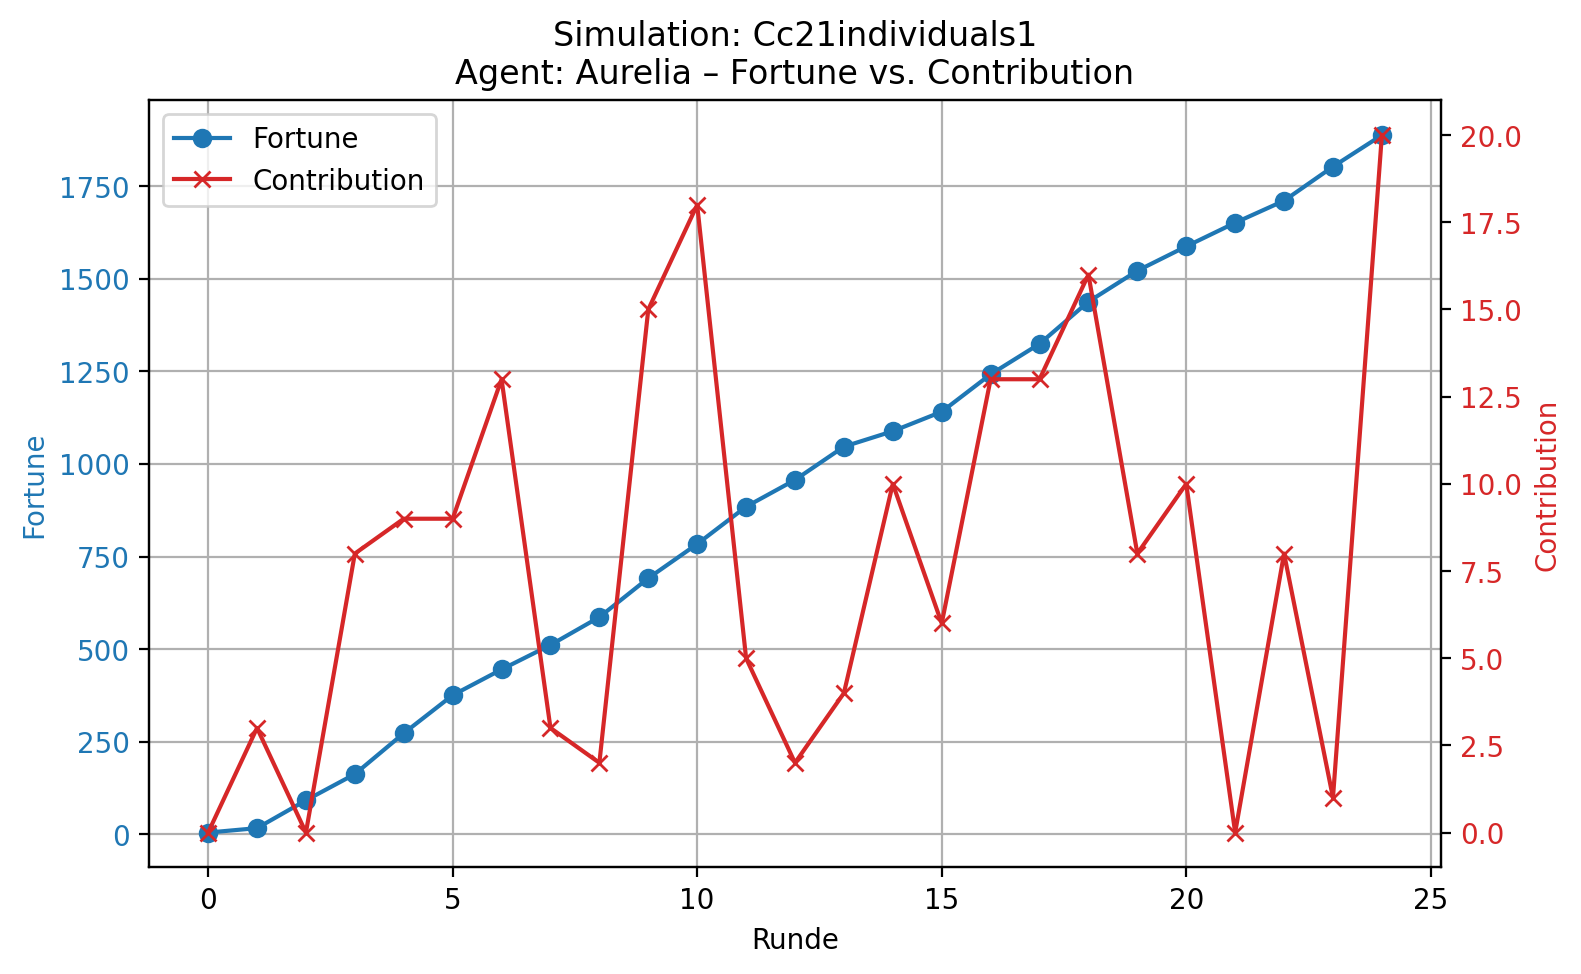 Simulation: Cc21individuals1
Agent: Aurelia – Fortune vs. Contribution
Fortune
Contribution
1750
1500
1250
1000
750
500
250
0
Fortune
20.0
17.5
15.0
12.5
10.0
7.5
5.0
2.5
0.0
Contribution
0 5 10 15 20 25
Runde